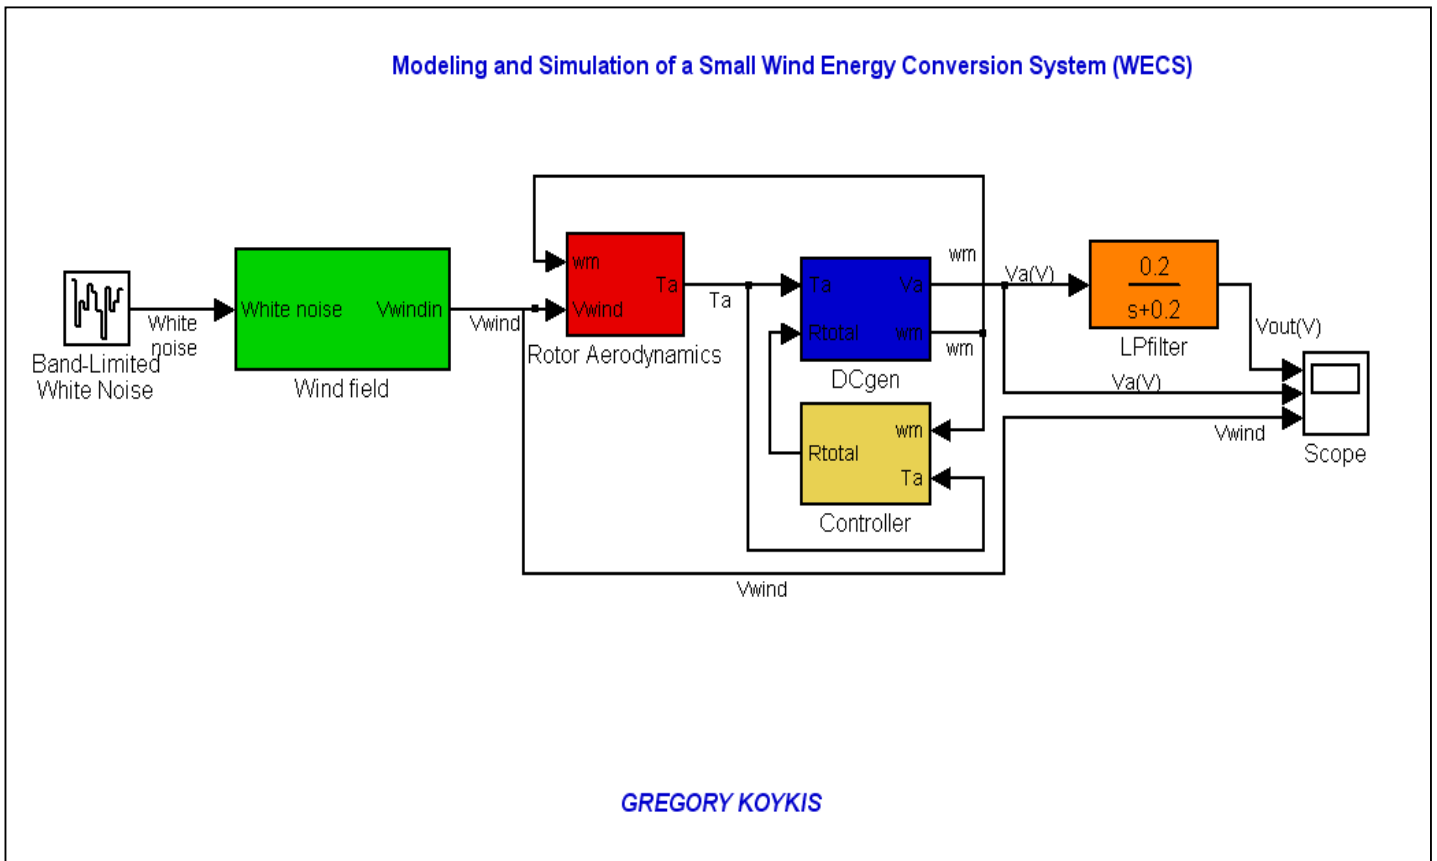 Modeling and Simulation of a Small Wind Energy Conversion System (WECS)
wm
Va(V)
0.2
s+0.2
wm
Ta
Vwind
Rotor Aerodynamics
Ta
Ta
Va
Rtotal
wm
wm
DCgen
LPfilter
Vout(V)
White noise
Vwindin
White
noise
Vwind
Band-Limited
White Noise
Wind field
Va(V)
wm
Rtotal
Ta
Controller
Vwind
Scope
Vwind
GREGORY KOYKIS